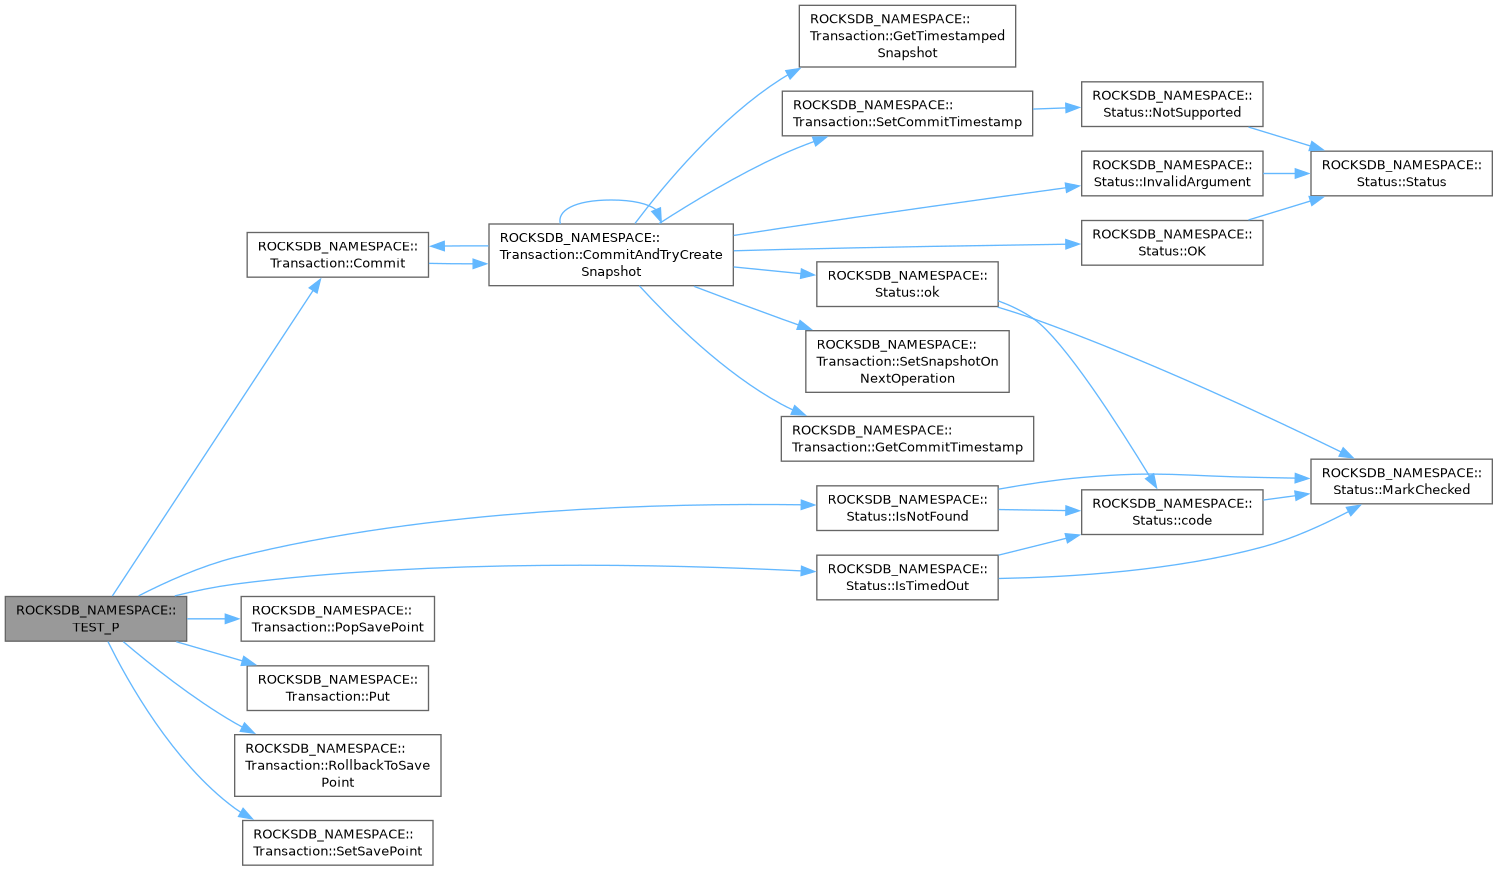 ROCKSDB_NAMESPACE::
Transaction::GetTimestamped
Snapshot
ROCKSDB_NAMESPACE::
Transaction::SetCommitTimestamp
ROCKSDB_NAMESPACE::
Status::NotSupported
ROCKSDB_NAMESPACE::
Status::InvalidArgument
ROCKSDB_NAMESPACE::
Status::Status
ROCKSDB_NAMESPACE::
Transaction::Commit
ROCKSDB_NAMESPACE::
Transaction::CommitAndTryCreate
Snapshot
ROCKSDB_NAMESPACE::
Status::OK
ROCKSDB_NAMESPACE::
Status::ok
ROCKSDB_NAMESPACE::
Transaction::SetSnapshotOn
NextOperation
ROCKSDB_NAMESPACE::
Transaction::GetCommitTimestamp
ROCKSDB_NAMESPACE::
Status::IsNotFound
ROCKSDB_NAMESPACE::
Status::code
ROCKSDB_NAMESPACE::
Status::MarkChecked
ROCKSDB_NAMESPACE::
Status::IsTimedOut
ROCKSDB_NAMESPACE::
TEST_P
ROCKSDB_NAMESPACE::
Transaction::PopSavePoint
ROCKSDB_NAMESPACE::
Transaction::Put
ROCKSDB_NAMESPACE::
Transaction::RollbackToSave
Point
ROCKSDB_NAMESPACE::
Transaction::SetSavePoint